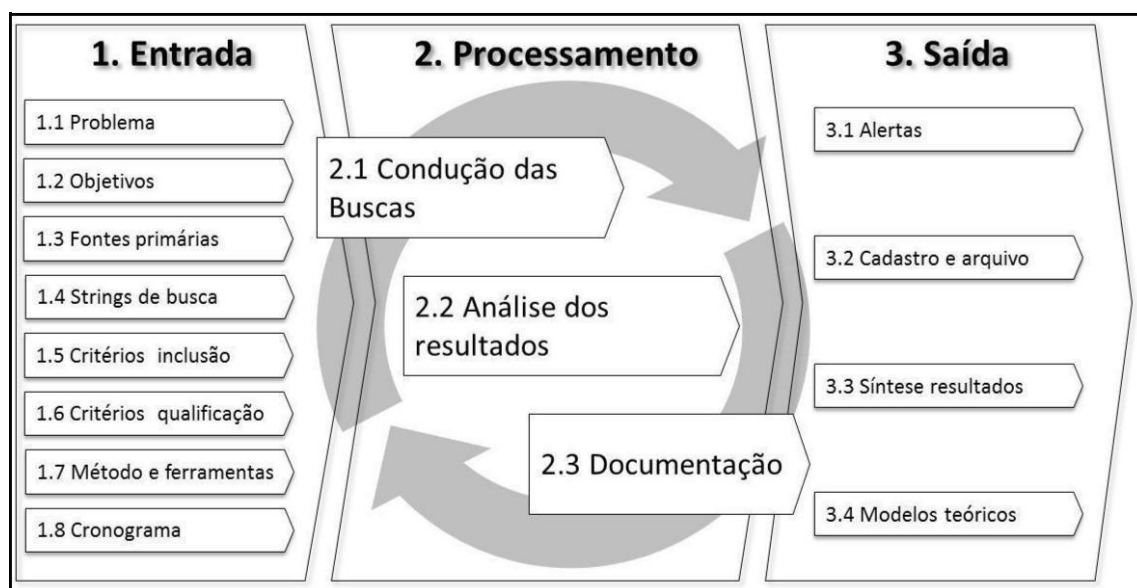 1. Entrada
1.1 Problema
1.2 Objetivos
1.3 Fontes primárias
1.4 Strings de busca
1.5 Critérios inclusão
1.6 Critérios qualificação
1.7 Método e ferramentas
1.8 Cronograma
2. Processamento
2.1 Condução das
Buscas
2.2 Análise dos
resultados
2.3 Documentação
3. Saída
3.1 Alertas
3.2 Cadastro e arquivo
3.3 Síntese resultados
3.4 Modelos teóricos